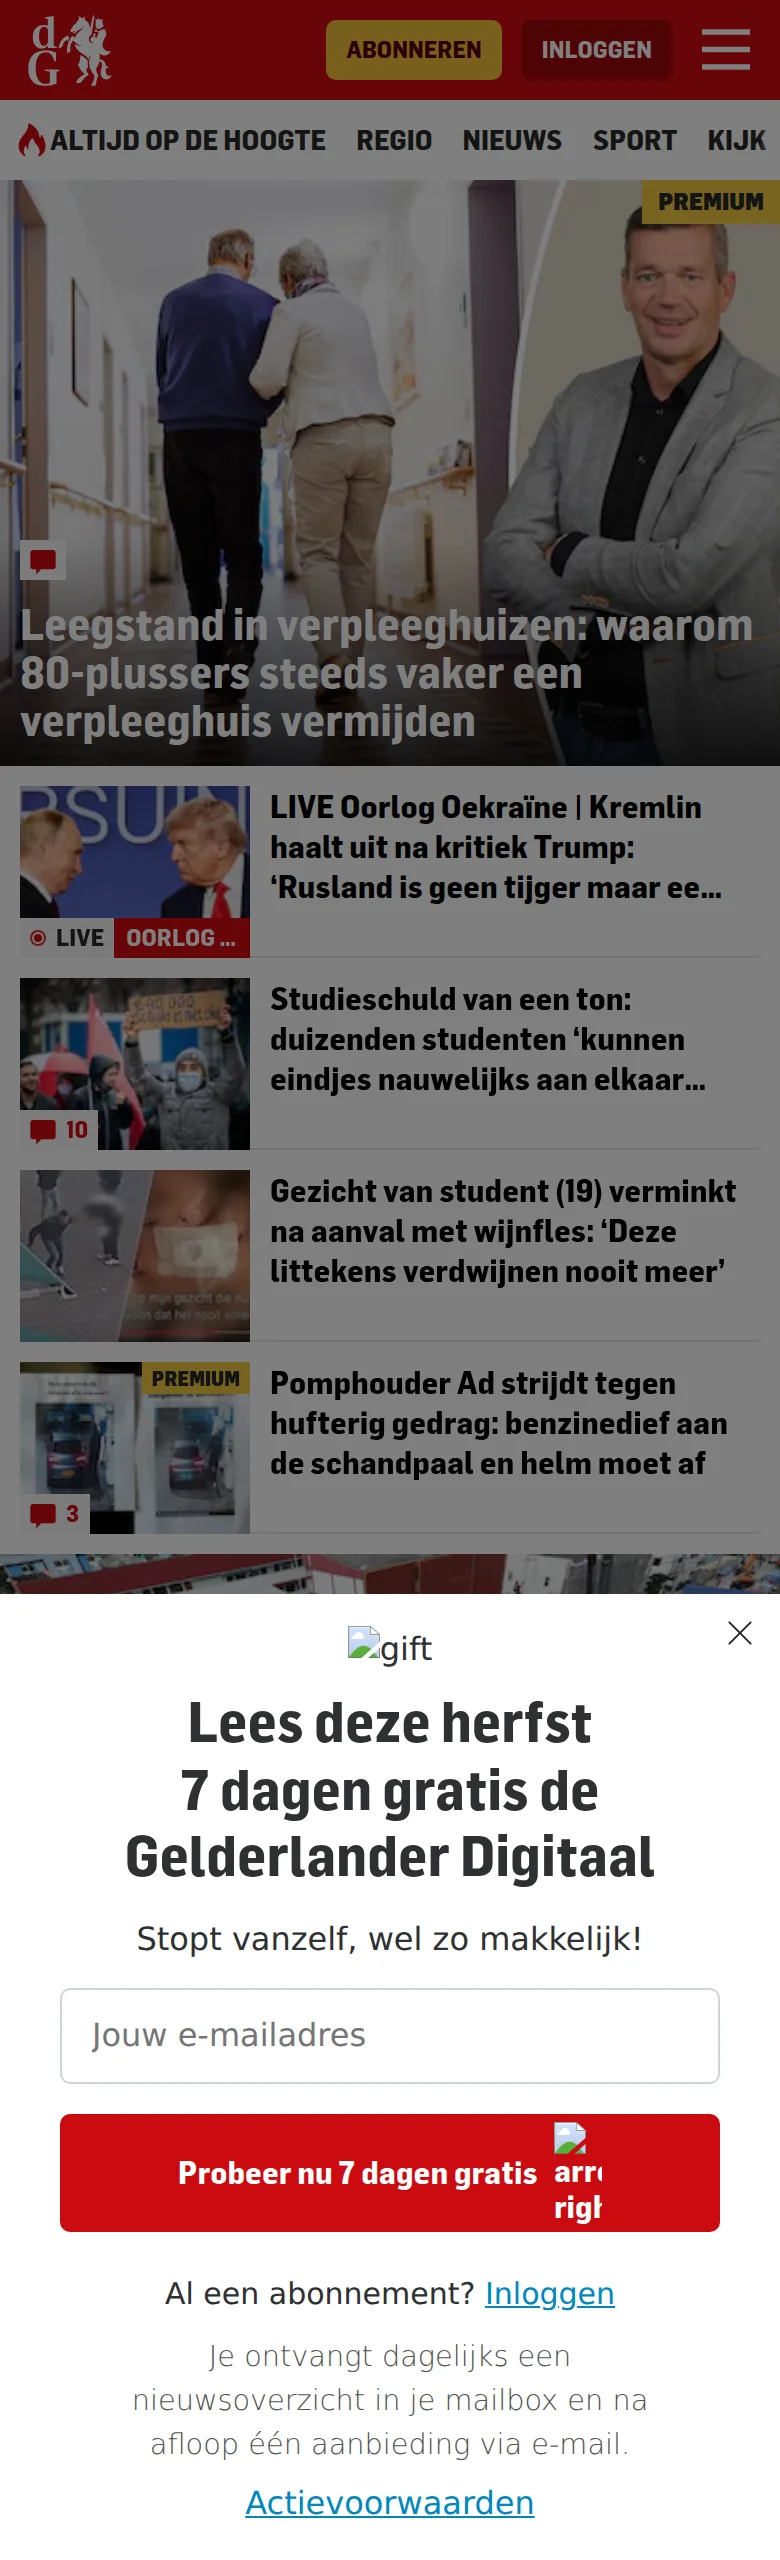 d
G
ABONNEREN
INLOGGEN
ALTIJD OP DE HOOGTE REGIO NIEUWS SPORT KIJK
PREMIUM
Leegstand in verpleeghuizen: waarom
80-plussers steeds vaker een
verpleeghuis vermijden
LIVE Oorlog Oekraïne | Kremlin
haalt uit na kritiek Trump:
‘Rusland is geen tijger maar ee...
LIVE OORLOG ...
Studieschuld van een ton:
duizenden studenten ‘kunnen
eindjes nauwelijks aan elkaar...
10
Gezicht van student (19) verminkt
na aanval met wijnfles: ‘Deze
littekens verdwijnen nooit meer’
PREMIUM
Pomphouder Ad strijdt tegen
hufterig gedrag: benzinedief aan
de schandpaal en helm moet af
3
gift
Lees deze herfst
7 dagen gratis de
Gelderlander Digitaal
Stopt vanzelf, wel zo makkelijk!
Jouw e-mailadres
Probeer nu 7 dagen gratis
Al een abonnement? Inloggen
Je ontvangt dagelijks een
nieuwsoverzicht in je mailbox en na
afloop één aanbieding via e-mail.
Actievoorwaarden